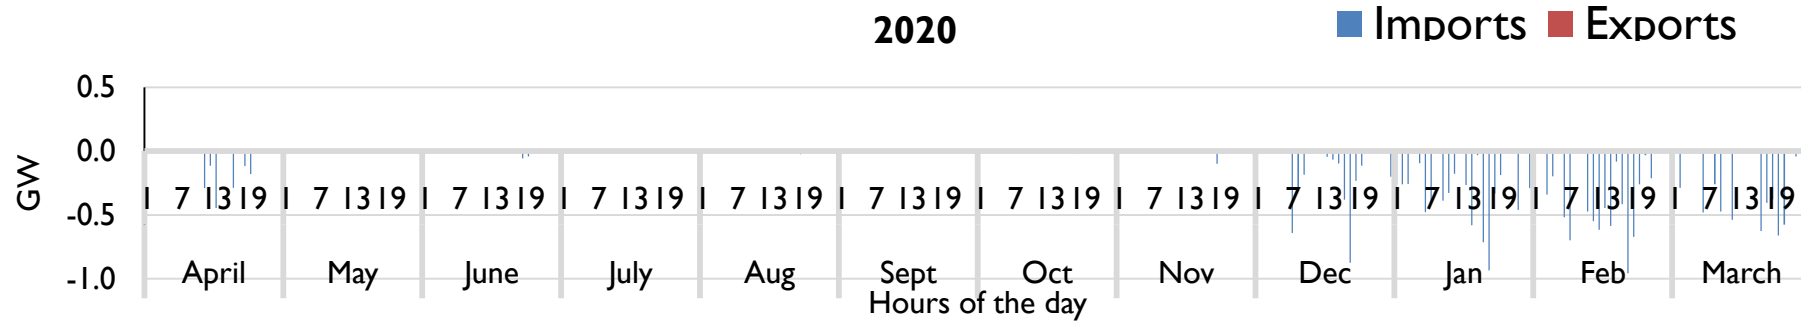 2020
Imports Exports
0.5
0.0
-0.5
-1.0
GW
1 7 13 19 1 7 13 19 1 7 13 19 1 7 13 19 1 7 13 19 1 7 13 19 1 7 13 19 1 7 13 19 1 7 13 19 1 7 13 19 1 7 13 19 1 7 13 19
April May June July Aug Sept Oct Nov Dec Jan Feb March
Hours of the day